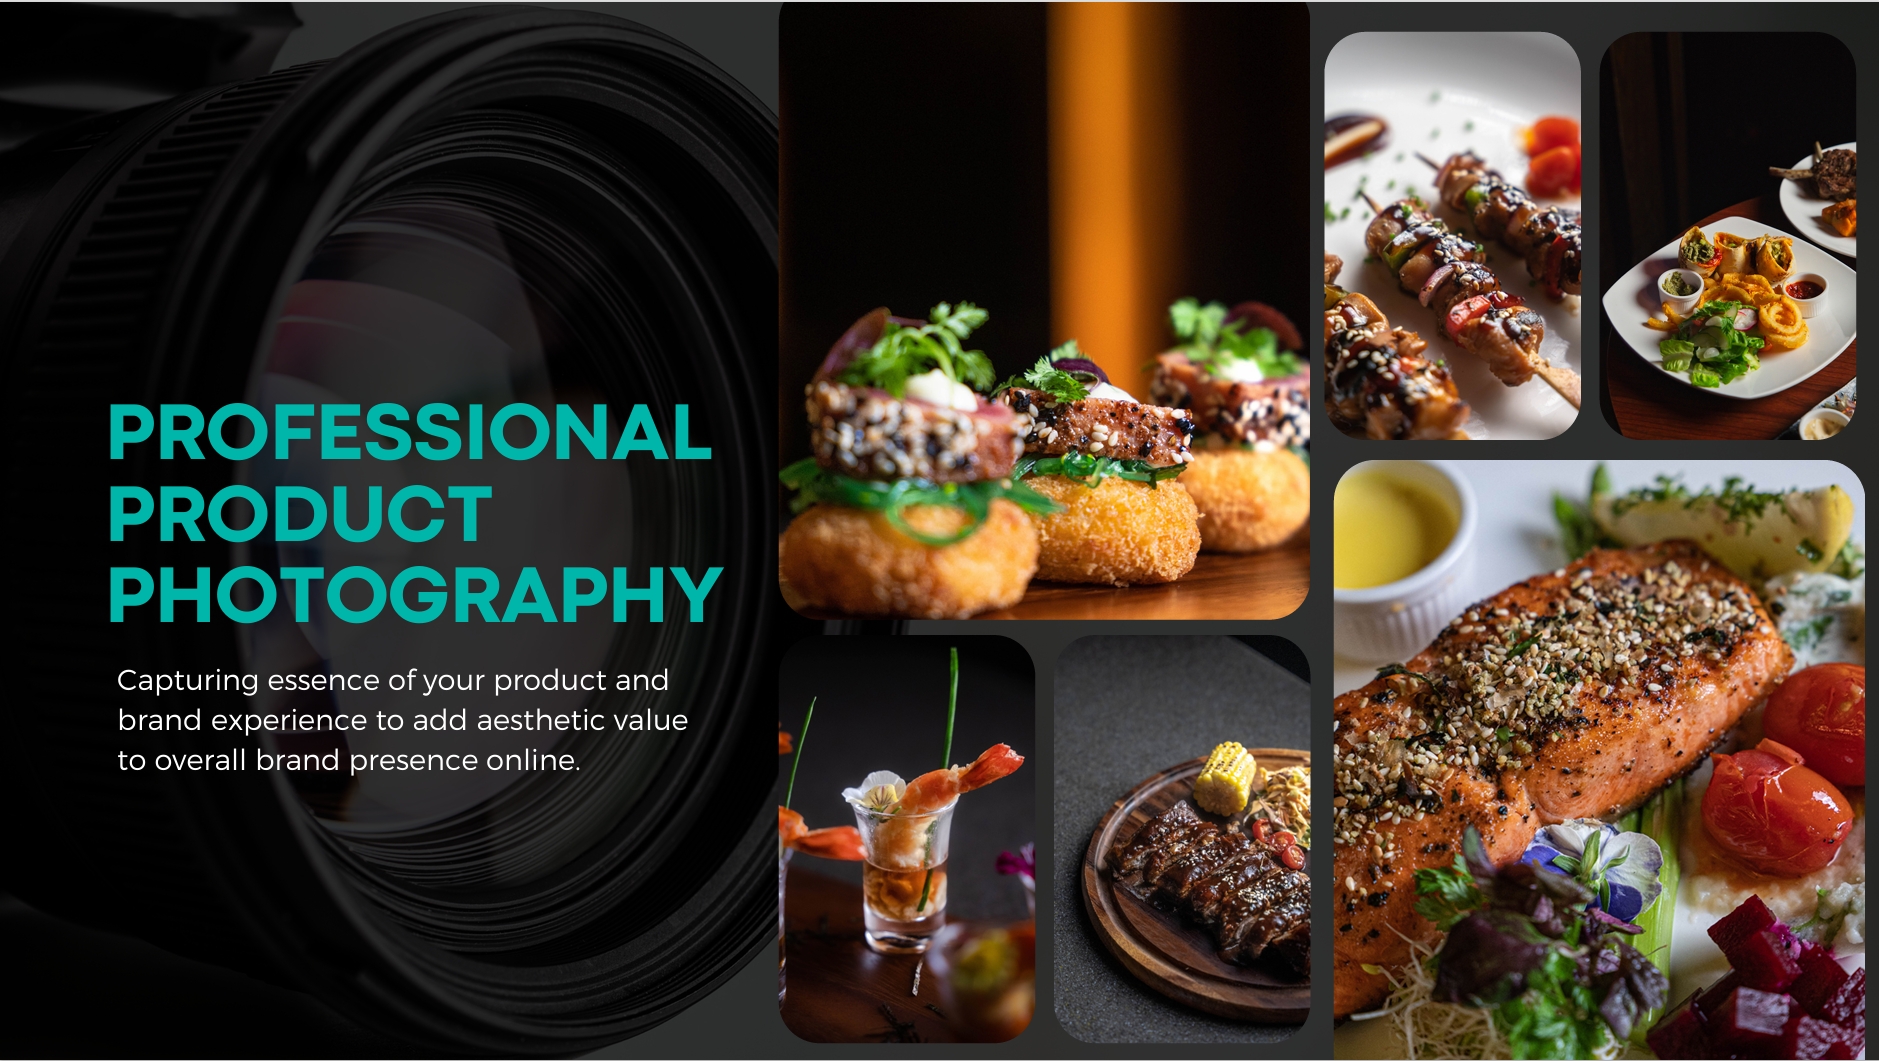 PROFESSIONAL
PRODUCT
PHOTOGRAPHY
Capturing essence of your product and
brand experience to add aesthetic value
to overall brand presence online.